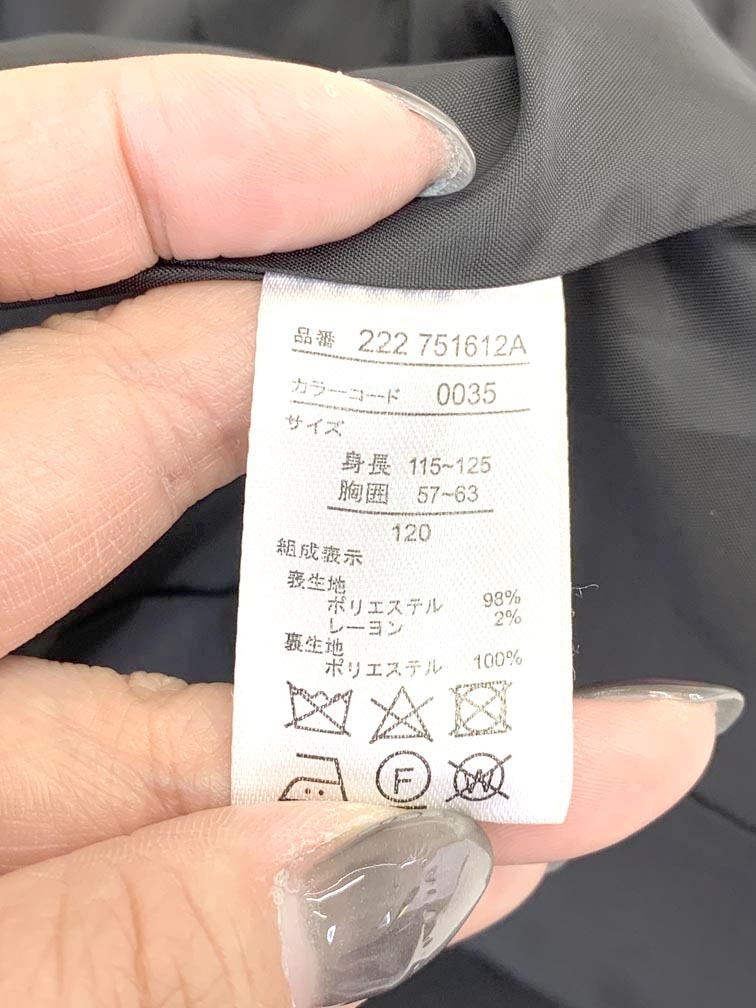 品番 222 751612A
カラーコード 0035
サイズ
身長 115~125
胸囲 57~63
120
組成表示
表生地
ポリエステル 98%
レーヨン 2%
裏生地
ポリエステル 100%
F
W